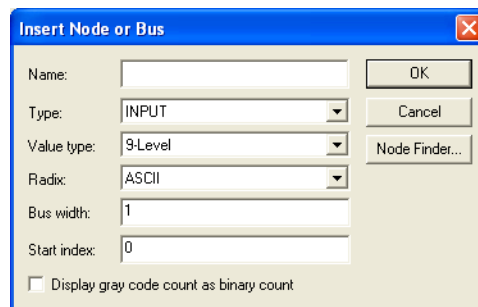 Insert Node or Bus
Name:
OK
Type: INPUT
Cancel
Value type: 9-Level
Node Finder...
Radix: ASCII
Bus width: 1
Start index: 0
Display gray code count as binary count